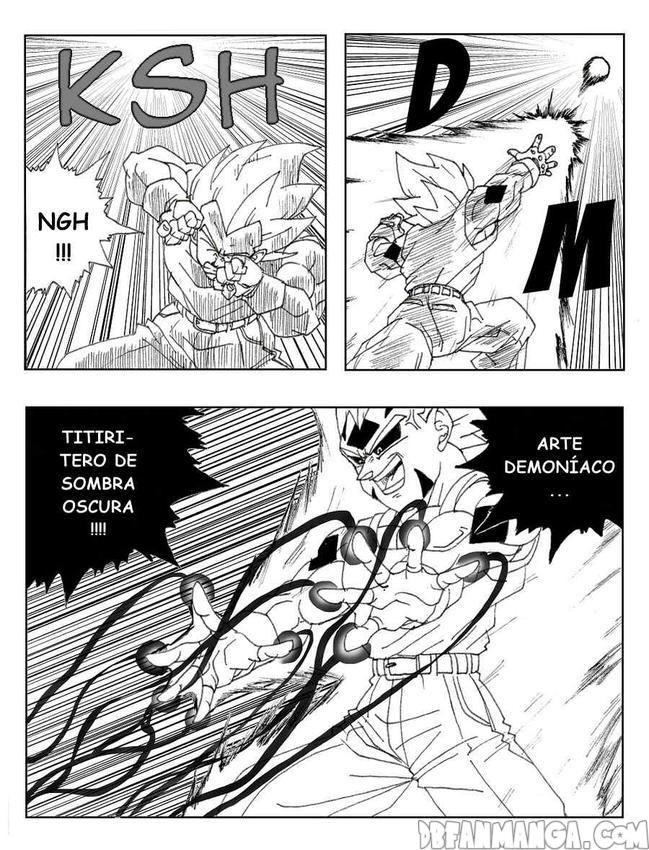 KSH
NGH
!!!
D
M
ARTE
DEMONÍACO
...
TITIRI-
TERO DE
SOMBRA
OSCURA
!!!!
DBFANMANGA.COM